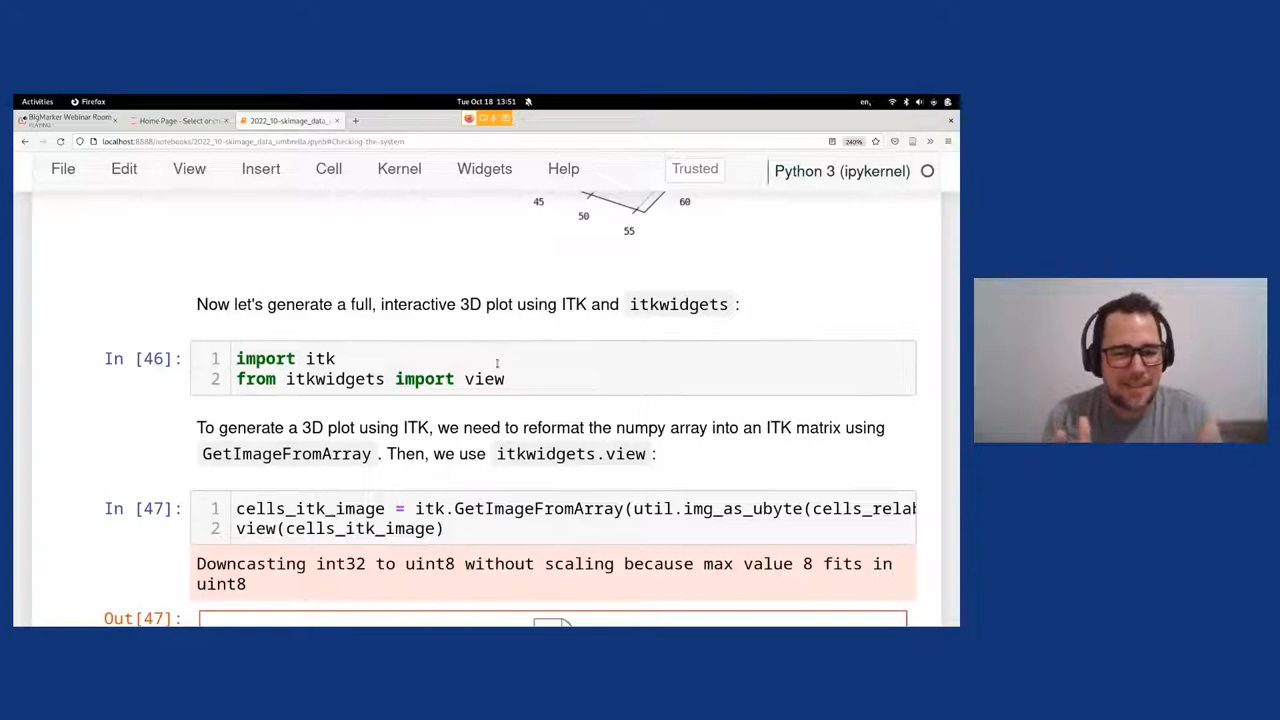 Activities Firefox Tue Oct 18 13:51 en,
BigMarker Webinar Room
PLAYING
Home Page - Select or cr
2022_10-skimage_data_
localhost:8888/notebooks/2022_10-skimage_data_umbrella.ipynb#Checking-the-system
240%
File Edit View Insert Cell Kernel Widgets Help Trusted Python 3 (ipykernel)
45
50
55
60
Now let's generate a full, interactive 3D plot using ITK and itkwidgets :
In [46]:
1 import itk
2 from itkwidgets import view
To generate a 3D plot using ITK, we need to reformat the numpy array into an ITK matrix using
GetImageFromArray . Then, we use itkwidgets.view :
In [47]:
1 cells_itk_image = itk.GetImageFromArray(util.img_as_ubyte(cells_relab
2 view(cells_itk_image)
Downcasting int32 to uint8 without scaling because max value 8 fits in
uint8
Out[47]: